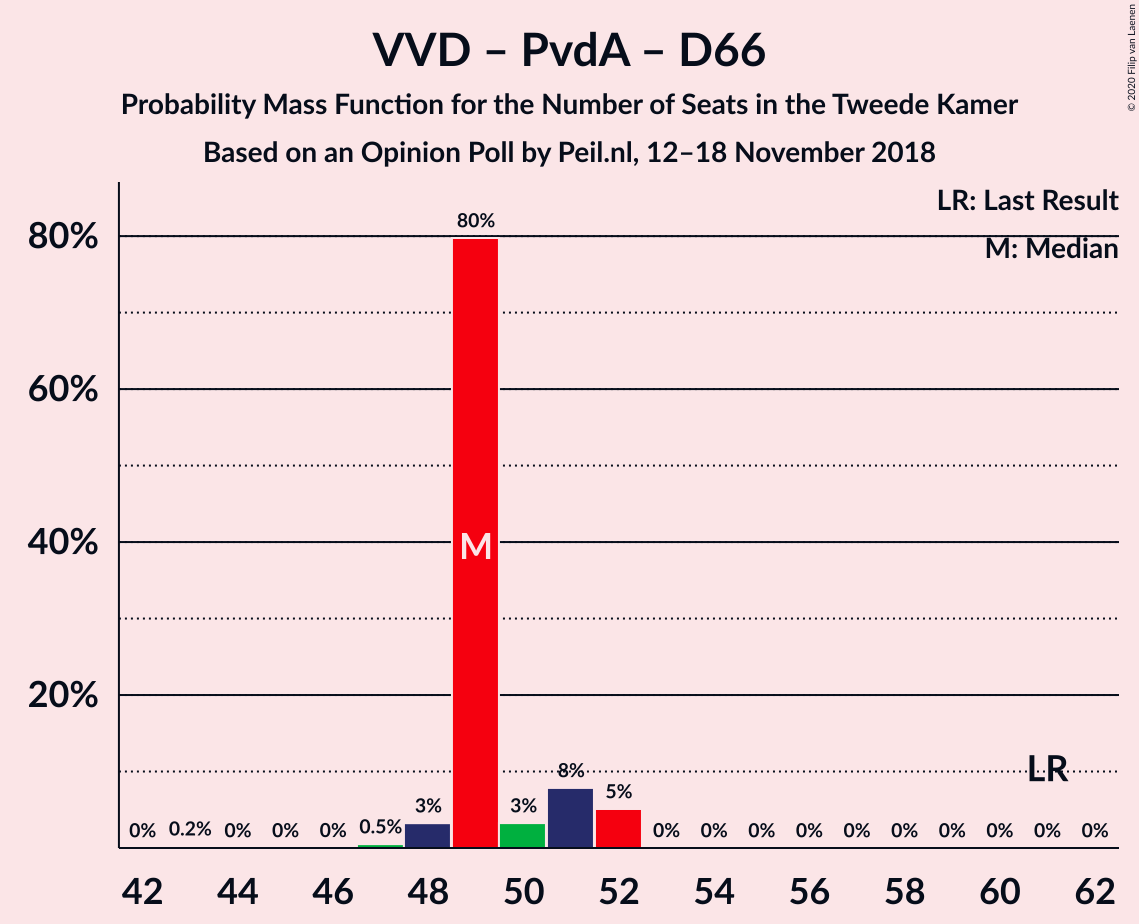 VVD – PvdA – D66
Probability Mass Function for the Number of Seats in the Tweede Kamer
Based on an Opinion Poll by Peil.nl, 12–18 November 2018
© 2020 Filip van Laenen
LR: Last Result
M: Median
80%
60%
40%
20%
0% 0.2% 0% 0% 0% 0.5% 3% 80% 3% 8% 5% 0% 0% 0% 0% 0% 0% 0% 0% 0% 0%
M
LR
42 44 46 48 50 52 54 56 58 60 62